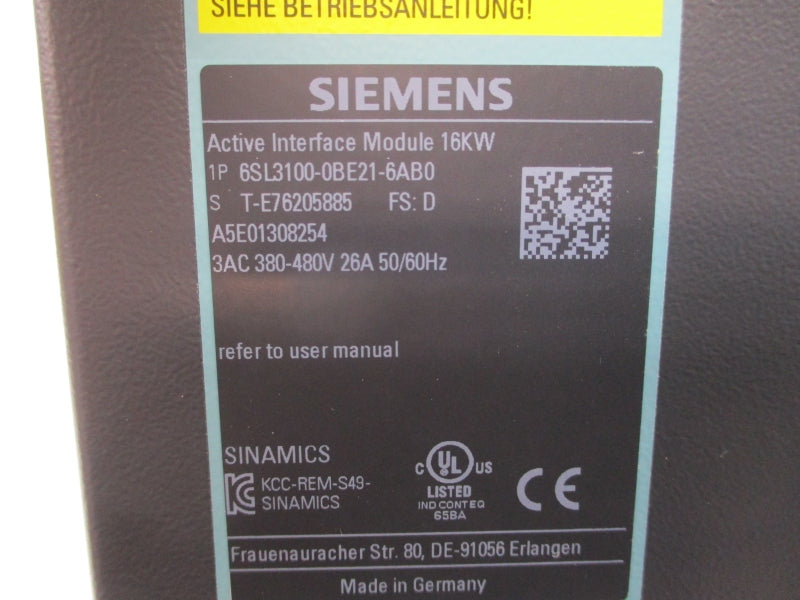 SIEHE BETRIEBSANLEITUNG!
SIEMENS
Active Interface Module 16KW
1P 6SL3100-0BE21-6AB0
S T-E76205885 FS: D
A5E01308254
3AC 380-480V 26A 50/60Hz
refer to user manual
SINAMICS
KCC-REM-S49-
SINAMICS
C UL US
LISTED
IND CONT EQ
65BA
CE
Frauenauracher Str. 80, DE-91056 Erlangen
Made in Germany